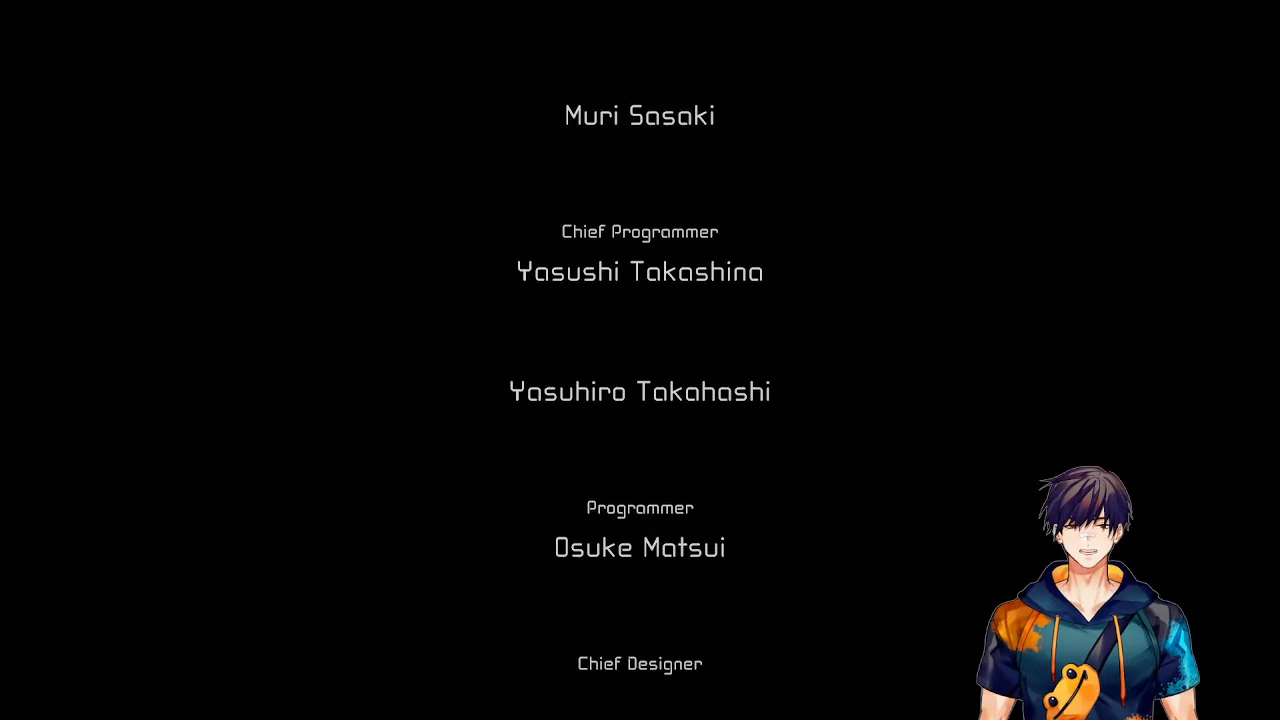 Muri Sasaki
Chief Programmer
Yasushi Takashina
Yasuhiro Takahashi
Programmer
Osuke Matsui
Chief Designer